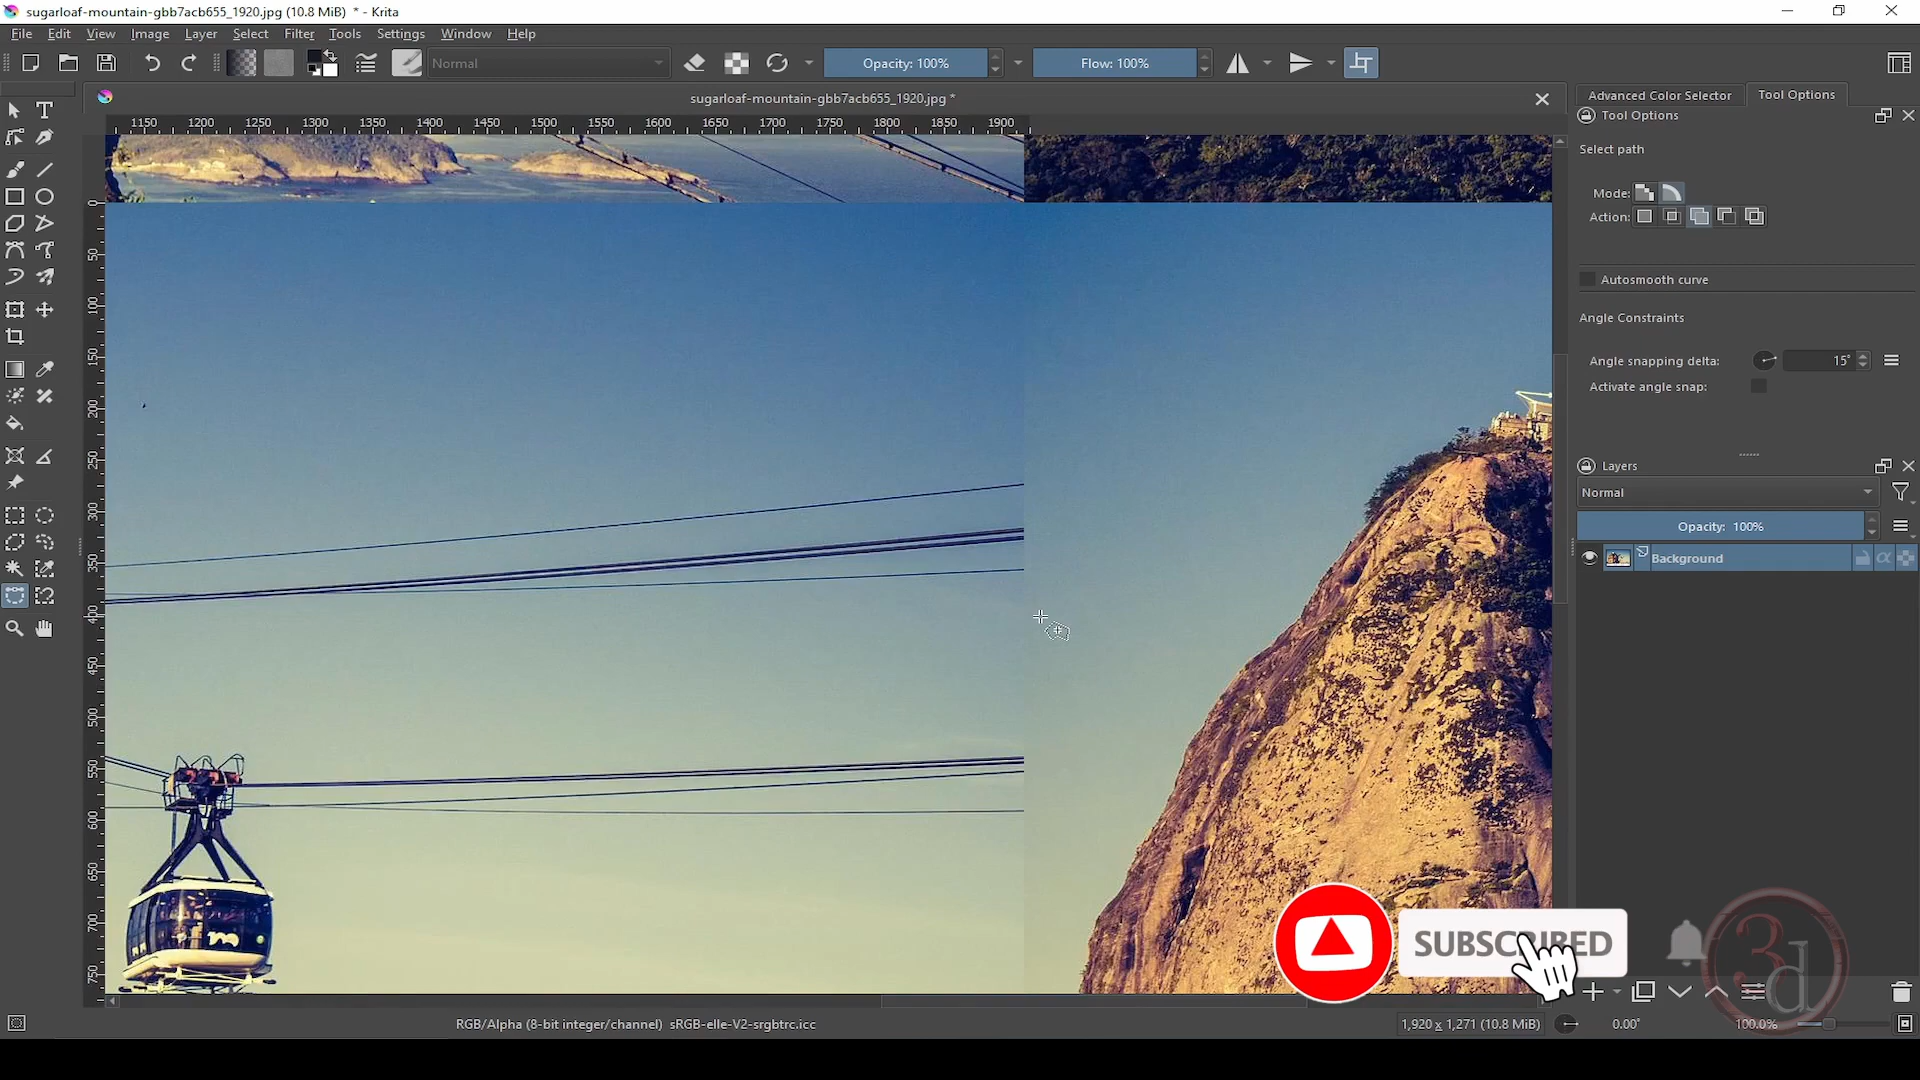 sugarloaf-mountain-gbb7acb655_1920.jpg (10.8 MiB) * - Krita
File Edit View Image Layer Select Filter Tools Settings Window Help
Normal Opacity: 100% Flow: 100%
sugarloaf-mountain-gbb7acb655_1920.jpg *
Advanced Color Selector Tool Options
Tool Options
1150 1200 1250 1300 1350 1400 1450 1500 1550 1600 1650 1700 1750 1800 1850 1900
Select path
Mode:
Action:
0
50
100
150
200
250
300
350
400
450
500
550
600
650
700
750
Autosmooth curve
Angle Constraints
Angle snapping delta: 15°
Activate angle snap:
Layers
Normal
Opacity: 100%
Background
SUBSCRIBED
3d
RGB/Alpha (8-bit integer/channel) sRGB-elle-V2-srgbtrc.icc
1,920 x 1,271 (10.8 MiB) 0.00° 100.0%